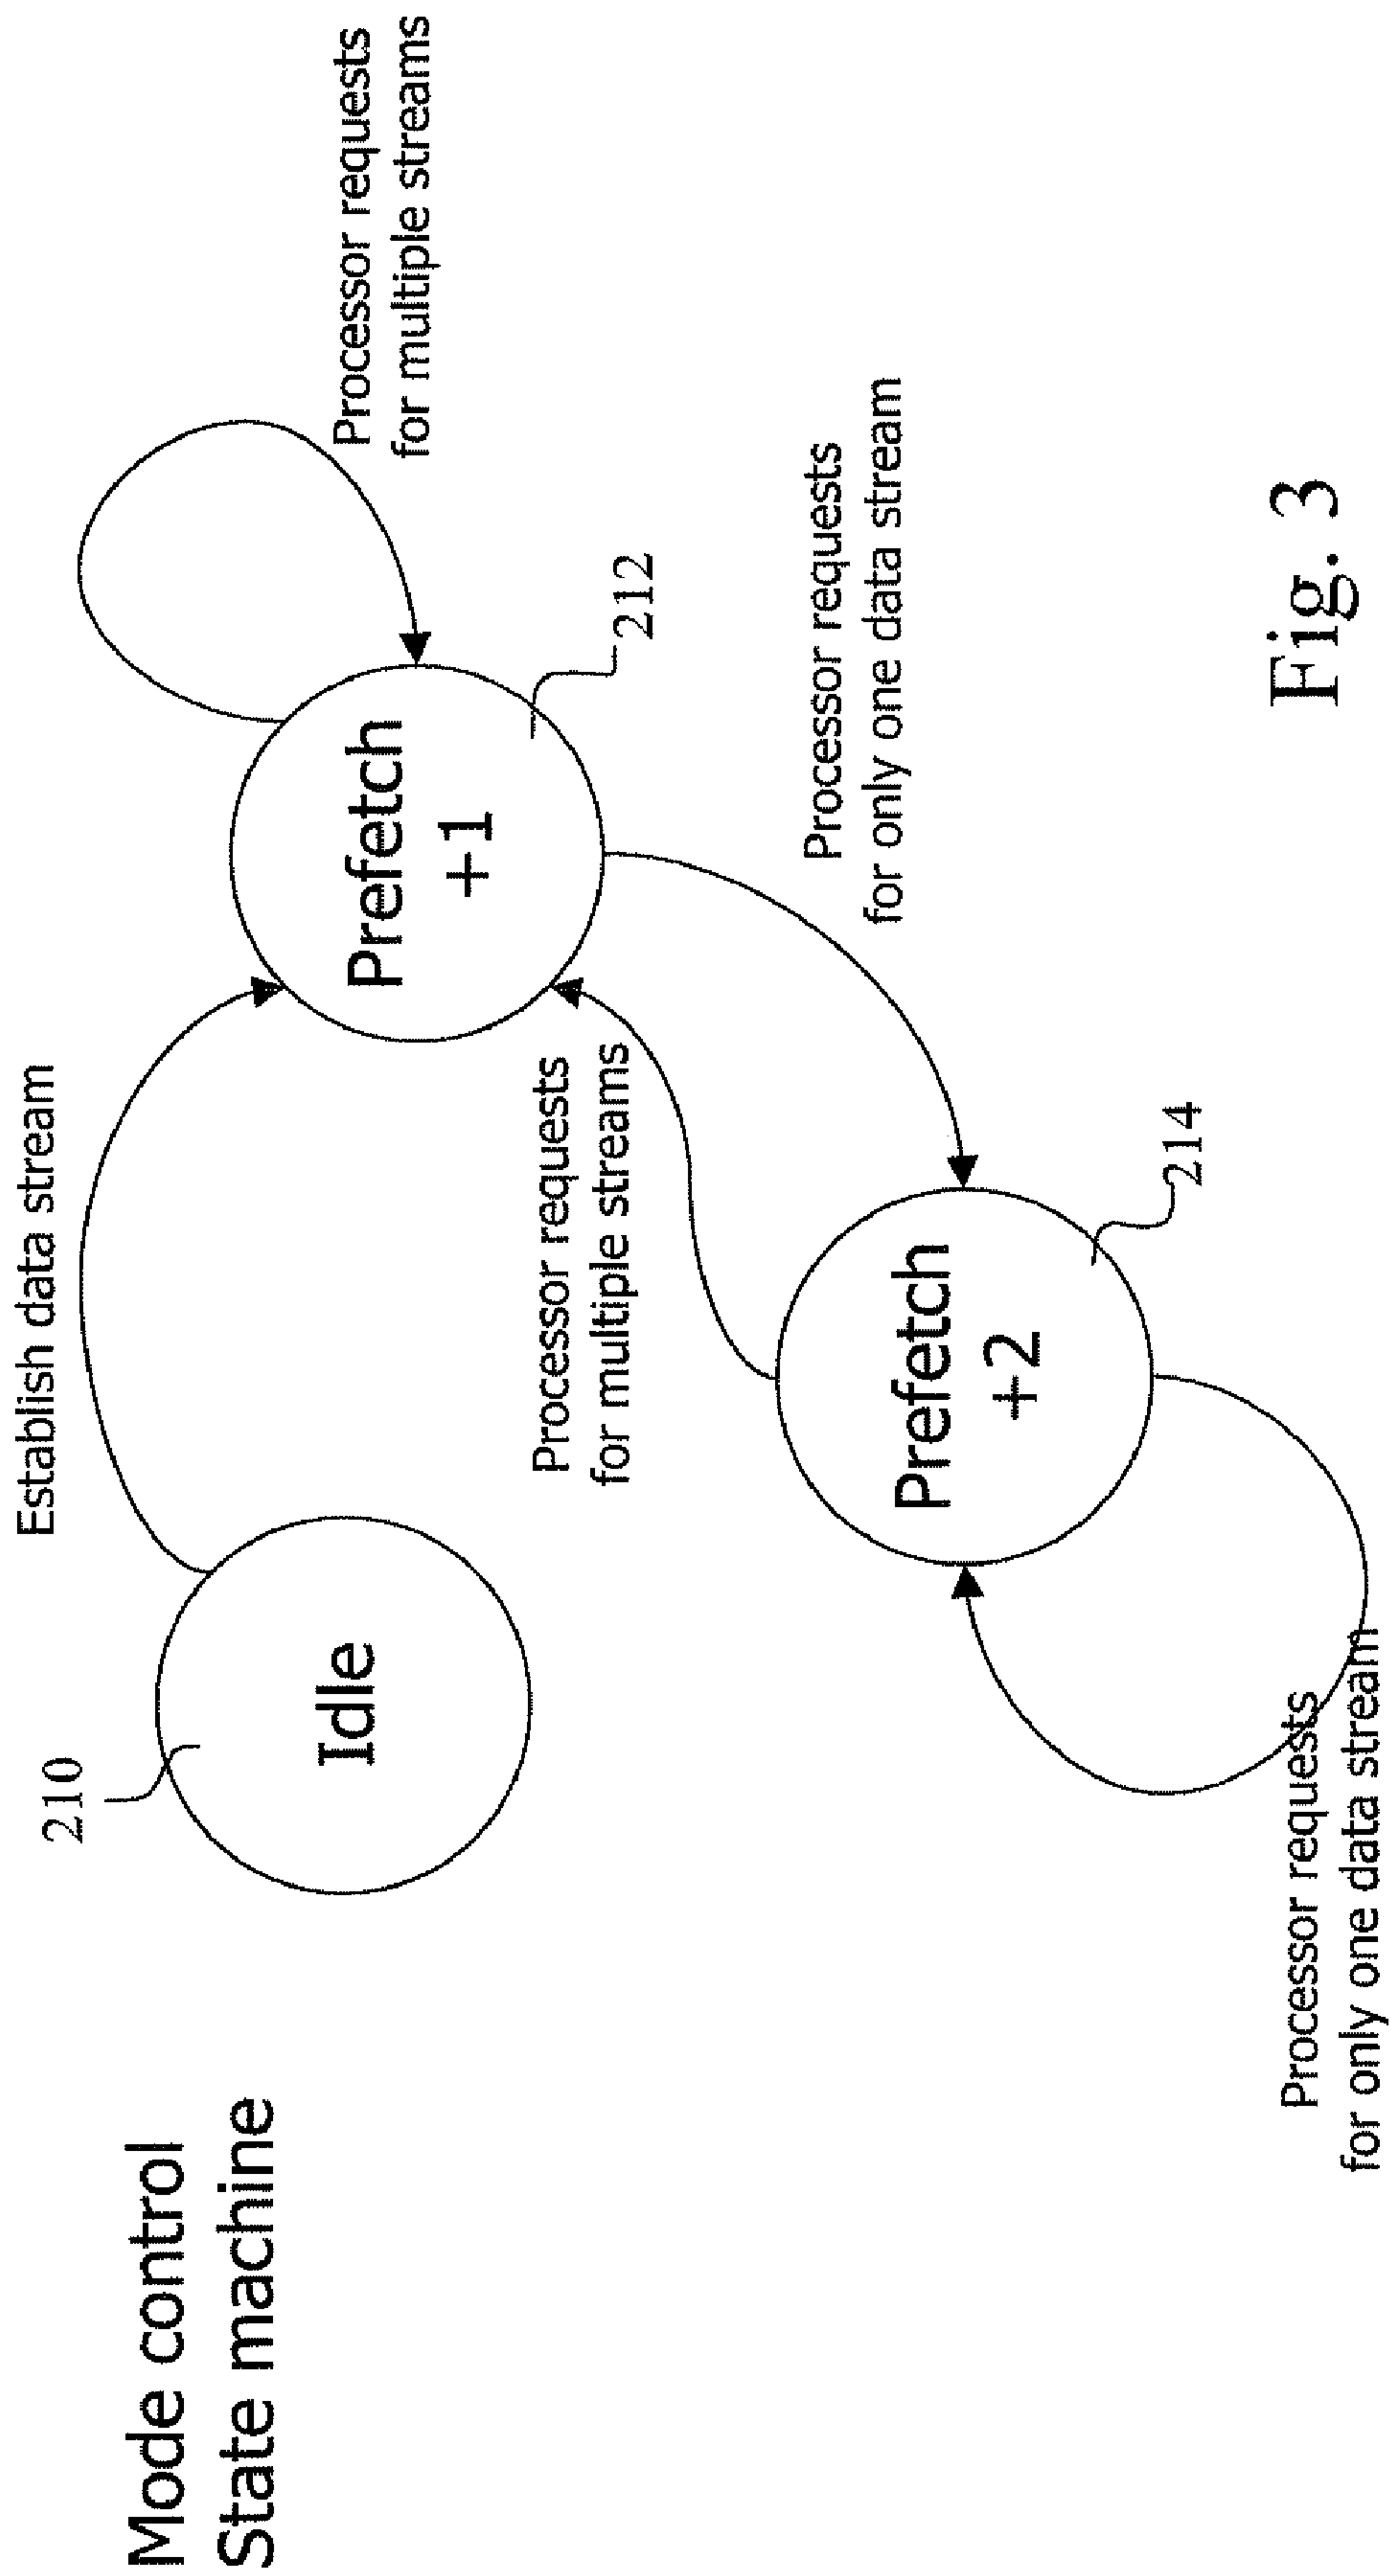 Mode control
State machine
210
Idle
Establish data stream
Prefetch
+1
212
Processor requests
for multiple streams
Processor requests
for multiple streams
Processor requests
for only one data stream
Prefetch
+2
214
Processor requests
for only one data stream
Fig. 3